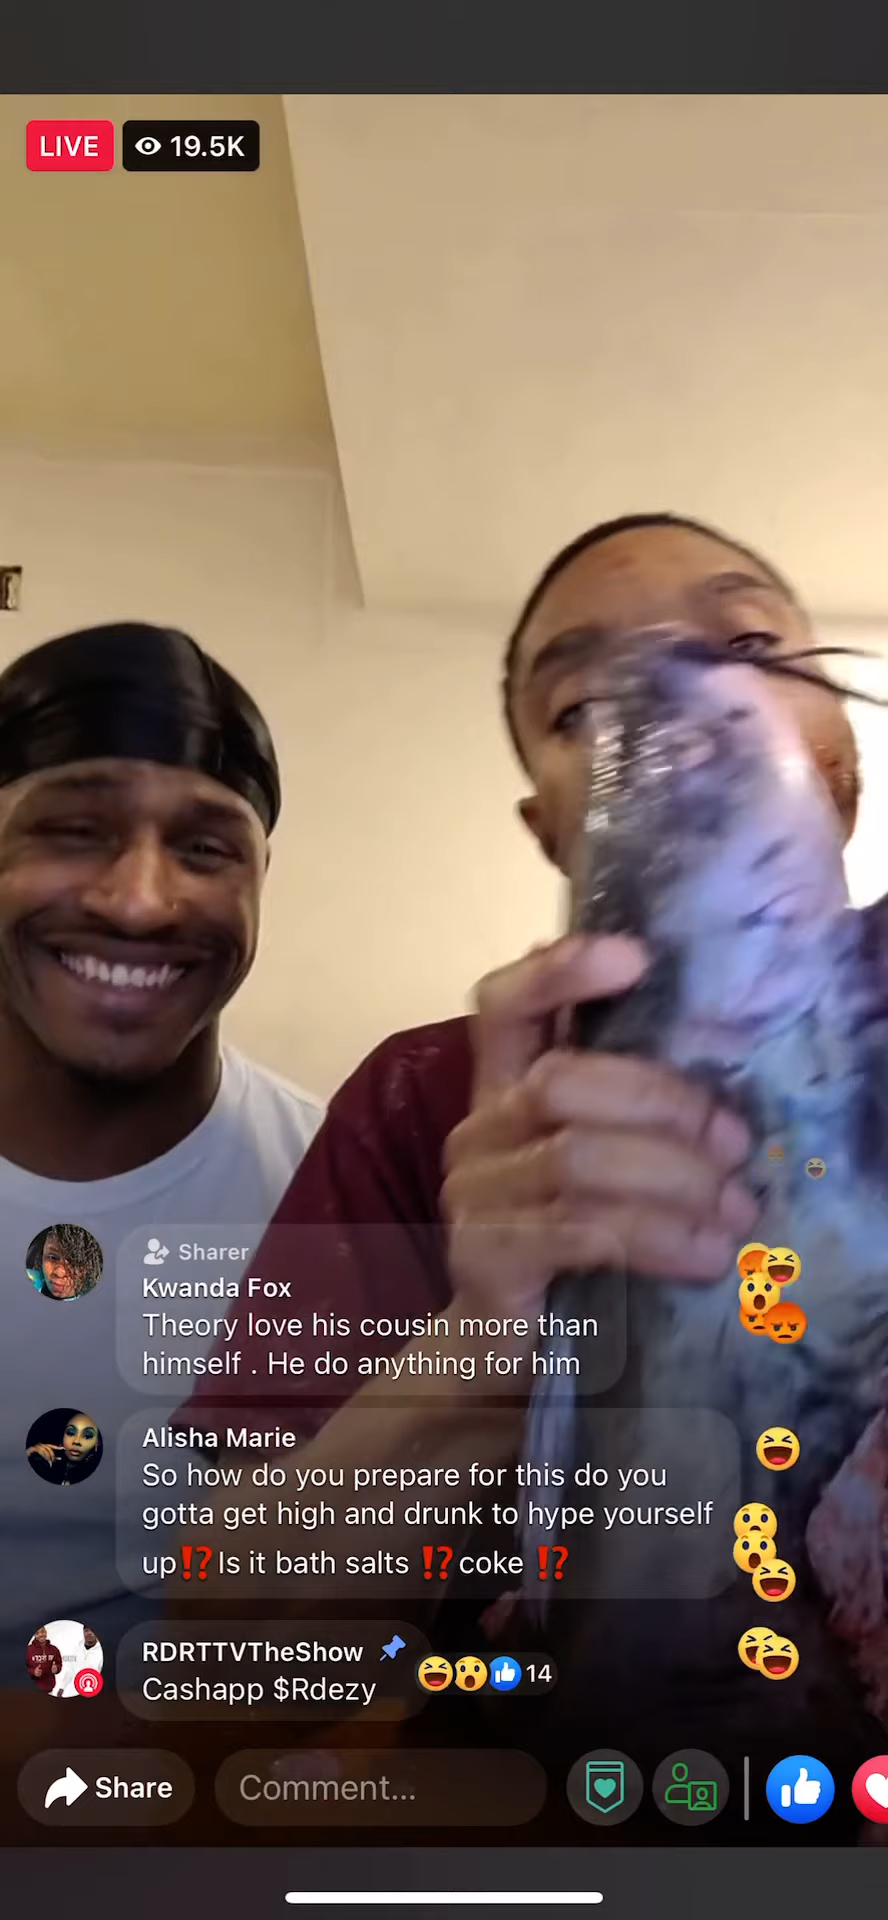 LIVE 19.5K
Sharer
Kwanda Fox
Theory love his cousin more than
himself . He do anything for him
Alisha Marie
So how do you prepare for this do you
gotta get high and drunk to hype yourself
up⁉️Is it bath salts ⁉️coke ⁉️
RDRTTVTheShow
Cashapp $Rdezy
14
Share Comment...